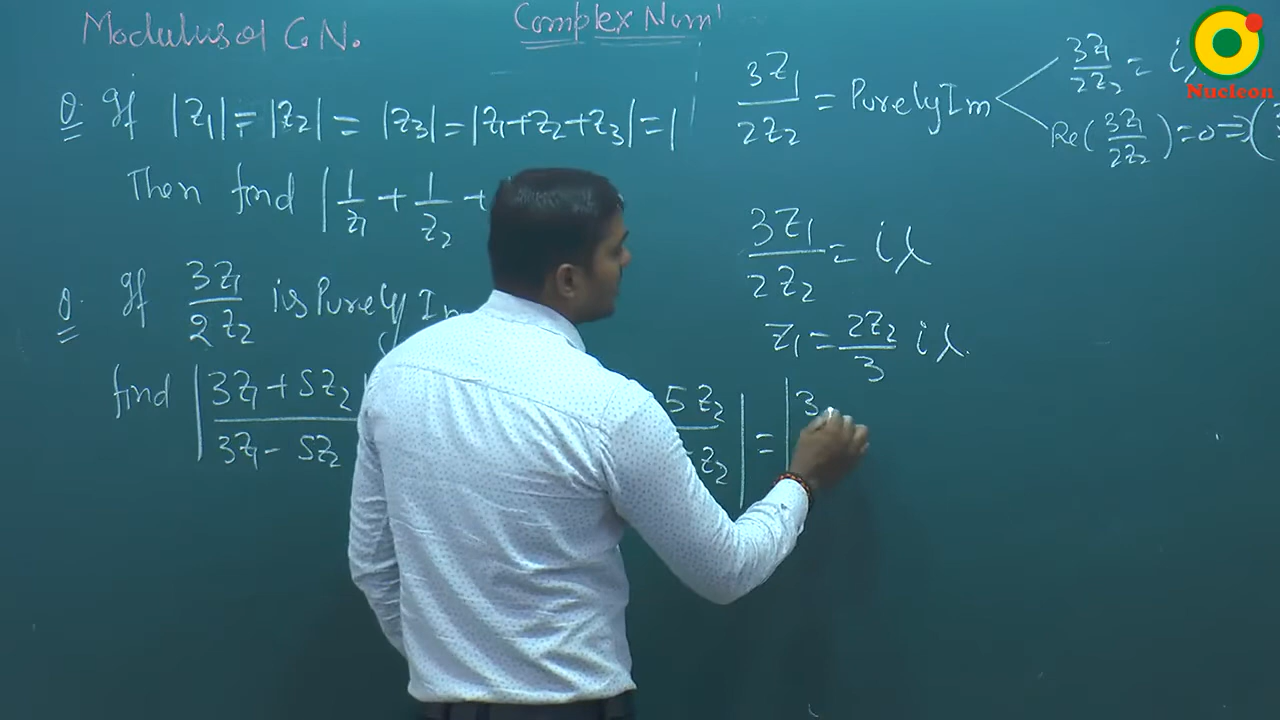 Modulus of C.N.
Complex Num
Q. If |z₁| = |z₂| = |z₃| = |z₁+z₂+z₃| = 1
Then find |1/z₁ + 1/z₂ +
Q If 3z₁/2z₂ is Purely Im
find |3z₁ + 5z₂ / 3z₁ - 5z₂
5z₂ / z₂| = |3
3z₁/2z₂ = Purely Im
3z₁/2z₂ = iλ
Re(3z₁/2z₂) = 0 ⇒ (
3z₁/2z₂ = iλ
z₁ = 2z₂/3 iλ.
Nucleon